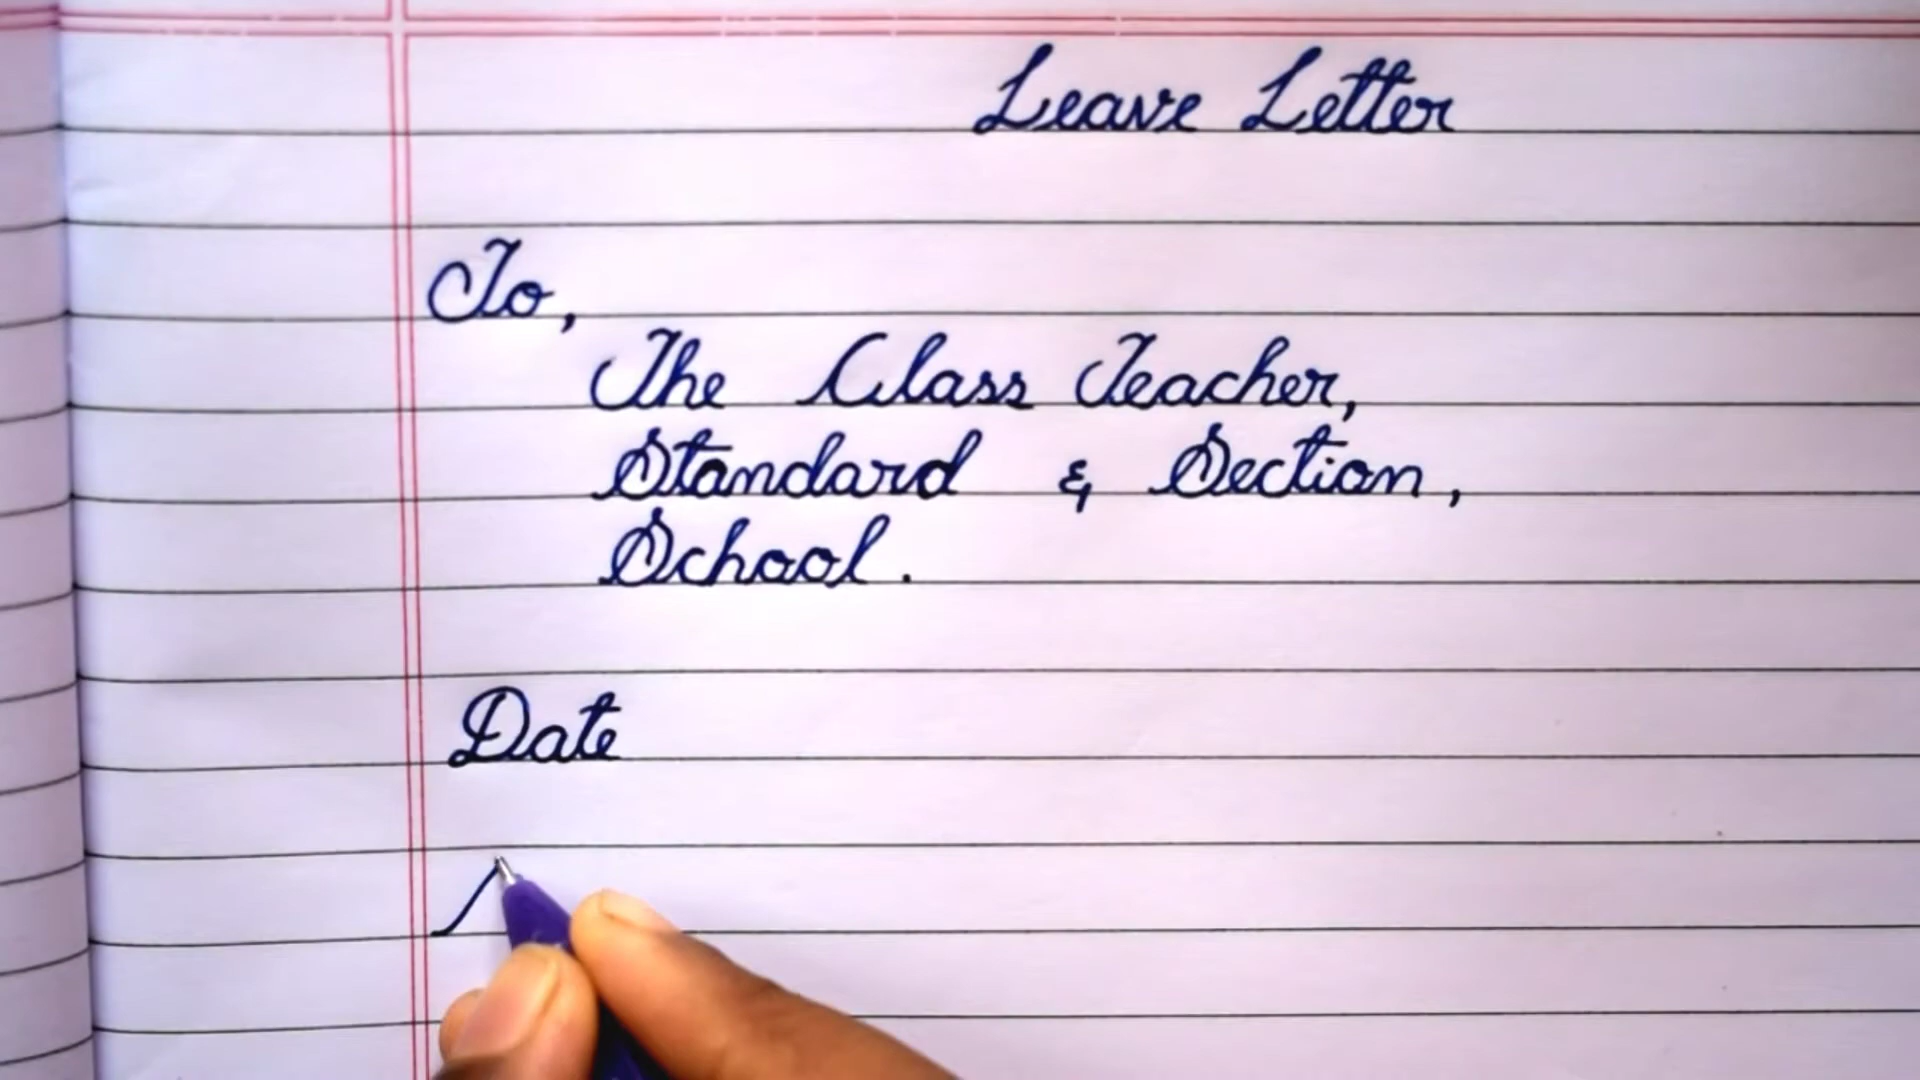 Leave Letter
To,
The Class Teacher,
Standard & Section,
School.
Date